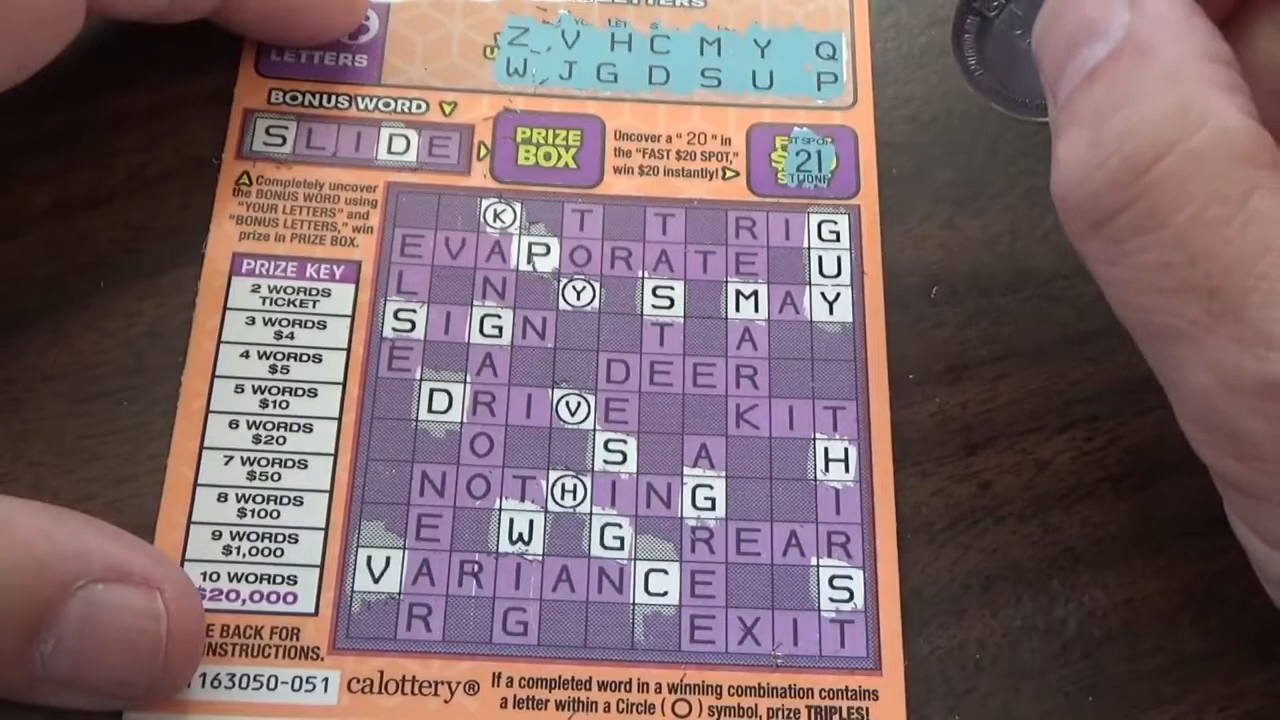 LETTERS
Z V H C M Y Q
W J G D S U P
BONUS WORD
SLIDE
PRIZE
BOX
Uncover a " 20 " in
the "FAST $20 SPOT,"
win $20 instantly!
21
Completely uncover
the BONUS WORD using
"YOUR LETTERS" and
"BONUS LETTERS," win
prize in PRIZE BOX.
PRIZE KEY
2 WORDS
TICKET
3 WORDS
$4
4 WORDS
$5
5 WORDS
$10
6 WORDS
$20
7 WORDS
$50
8 WORDS
$100
9 WORDS
$1,000
10 WORDS
$20,000
K T T R I G
E V A P O R A T E U
L N Y S M A Y
S I G N T A
E A D E E R
D R I V E K I T
O S A H
N O T H I N G I
E W G R E A R
V A R I A N C E S
R G E X I T
BACK FOR
163050-051
calottery®
If a completed word in a winning combination contains
a letter within a Circle ( ) symbol, prize TRIPLES!